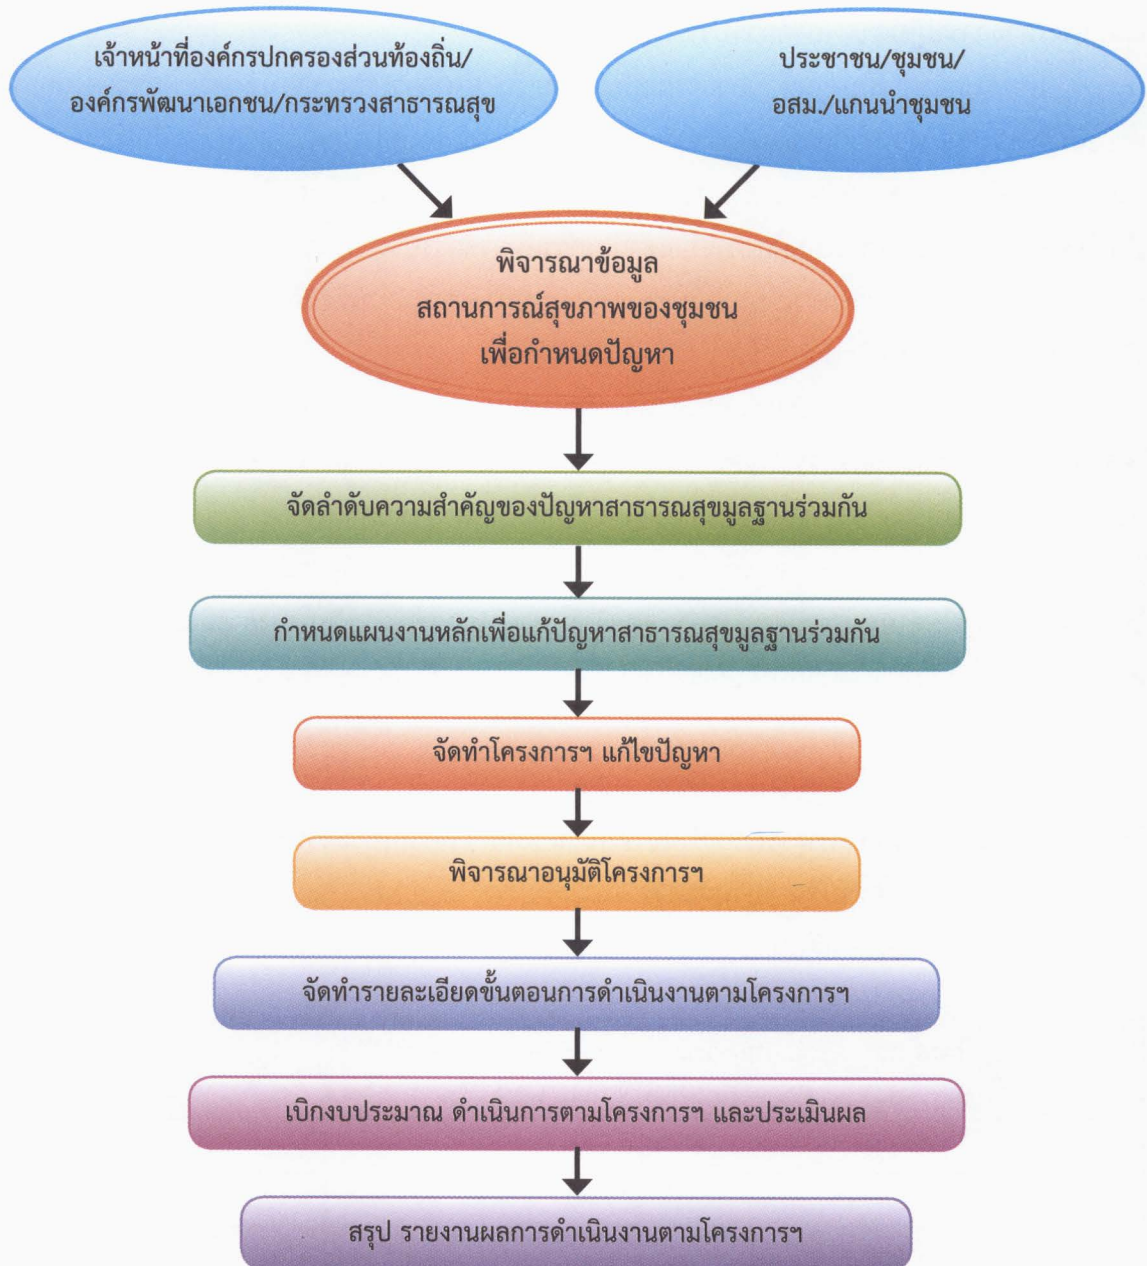 เจ้าหน้าที่องค์กรปกครองส่วนท้องถิ่น/
องค์กรพัฒนาเอกชน/กระทรวงสาธารณสุข
ประชาชน/ชุมชน/
อสม./แกนนำชุมชน
พิจารณาข้อมูล
สถานการณ์สุขภาพของชุมชน
เพื่อกำหนดปัญหา
จัดลำดับความสำคัญของปัญหาสาธารณสุขมูลฐานร่วมกัน
กำหนดแผนงานหลักเพื่อแก้ปัญหาสาธารณสุขมูลฐานร่วมกัน
จัดทำโครงการฯ แก้ไขปัญหา
พิจารณาอนุมัติโครงการฯ
จัดทำรายละเอียดขั้นตอนการดำเนินงานตามโครงการฯ
เบิกงบประมาณ ดำเนินการตามโครงการฯ และประเมินผล
สรุป รายงานผลการดำเนินงานตามโครงการฯ